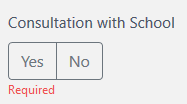 Consultation with School
Yes No
Required